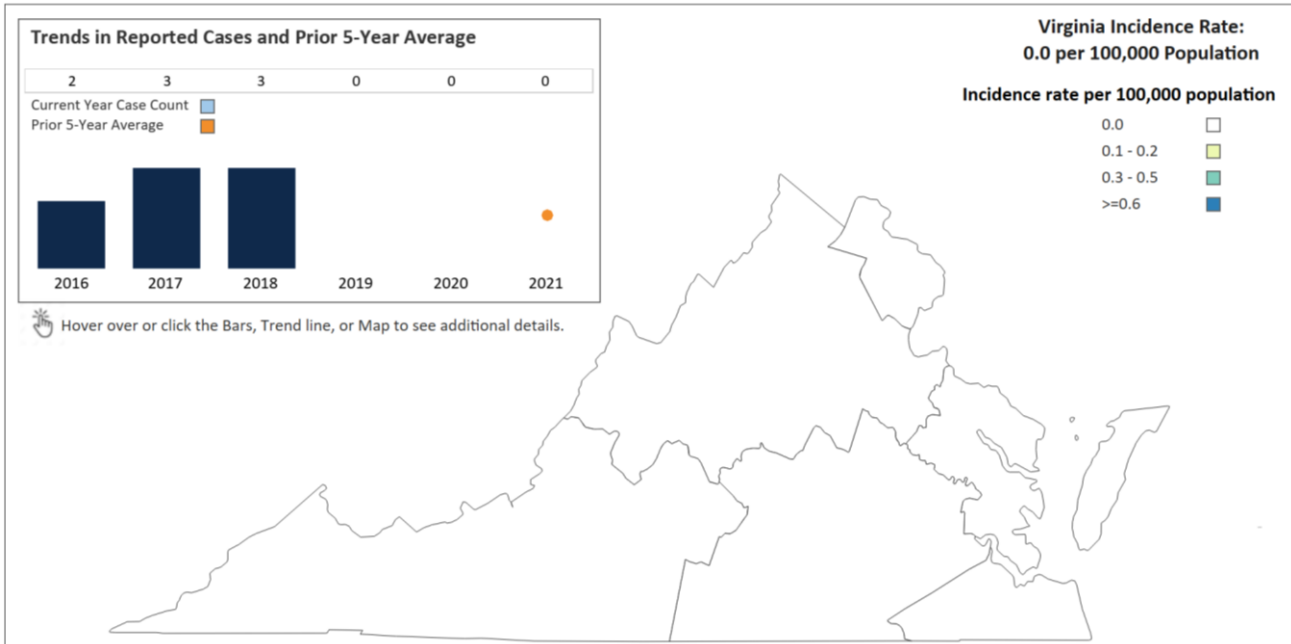 Trends in Reported Cases and Prior 5-Year Average
2 3 3 0 0 0
Current Year Case Count
Prior 5-Year Average
2016 2017 2018 2019 2020 2021
Hover over or click the Bars, Trend line, or Map to see additional details.
Virginia Incidence Rate:
0.0 per 100,000 Population
Incidence rate per 100,000 population
0.0
0.1 - 0.2
0.3 - 0.5
>=0.6